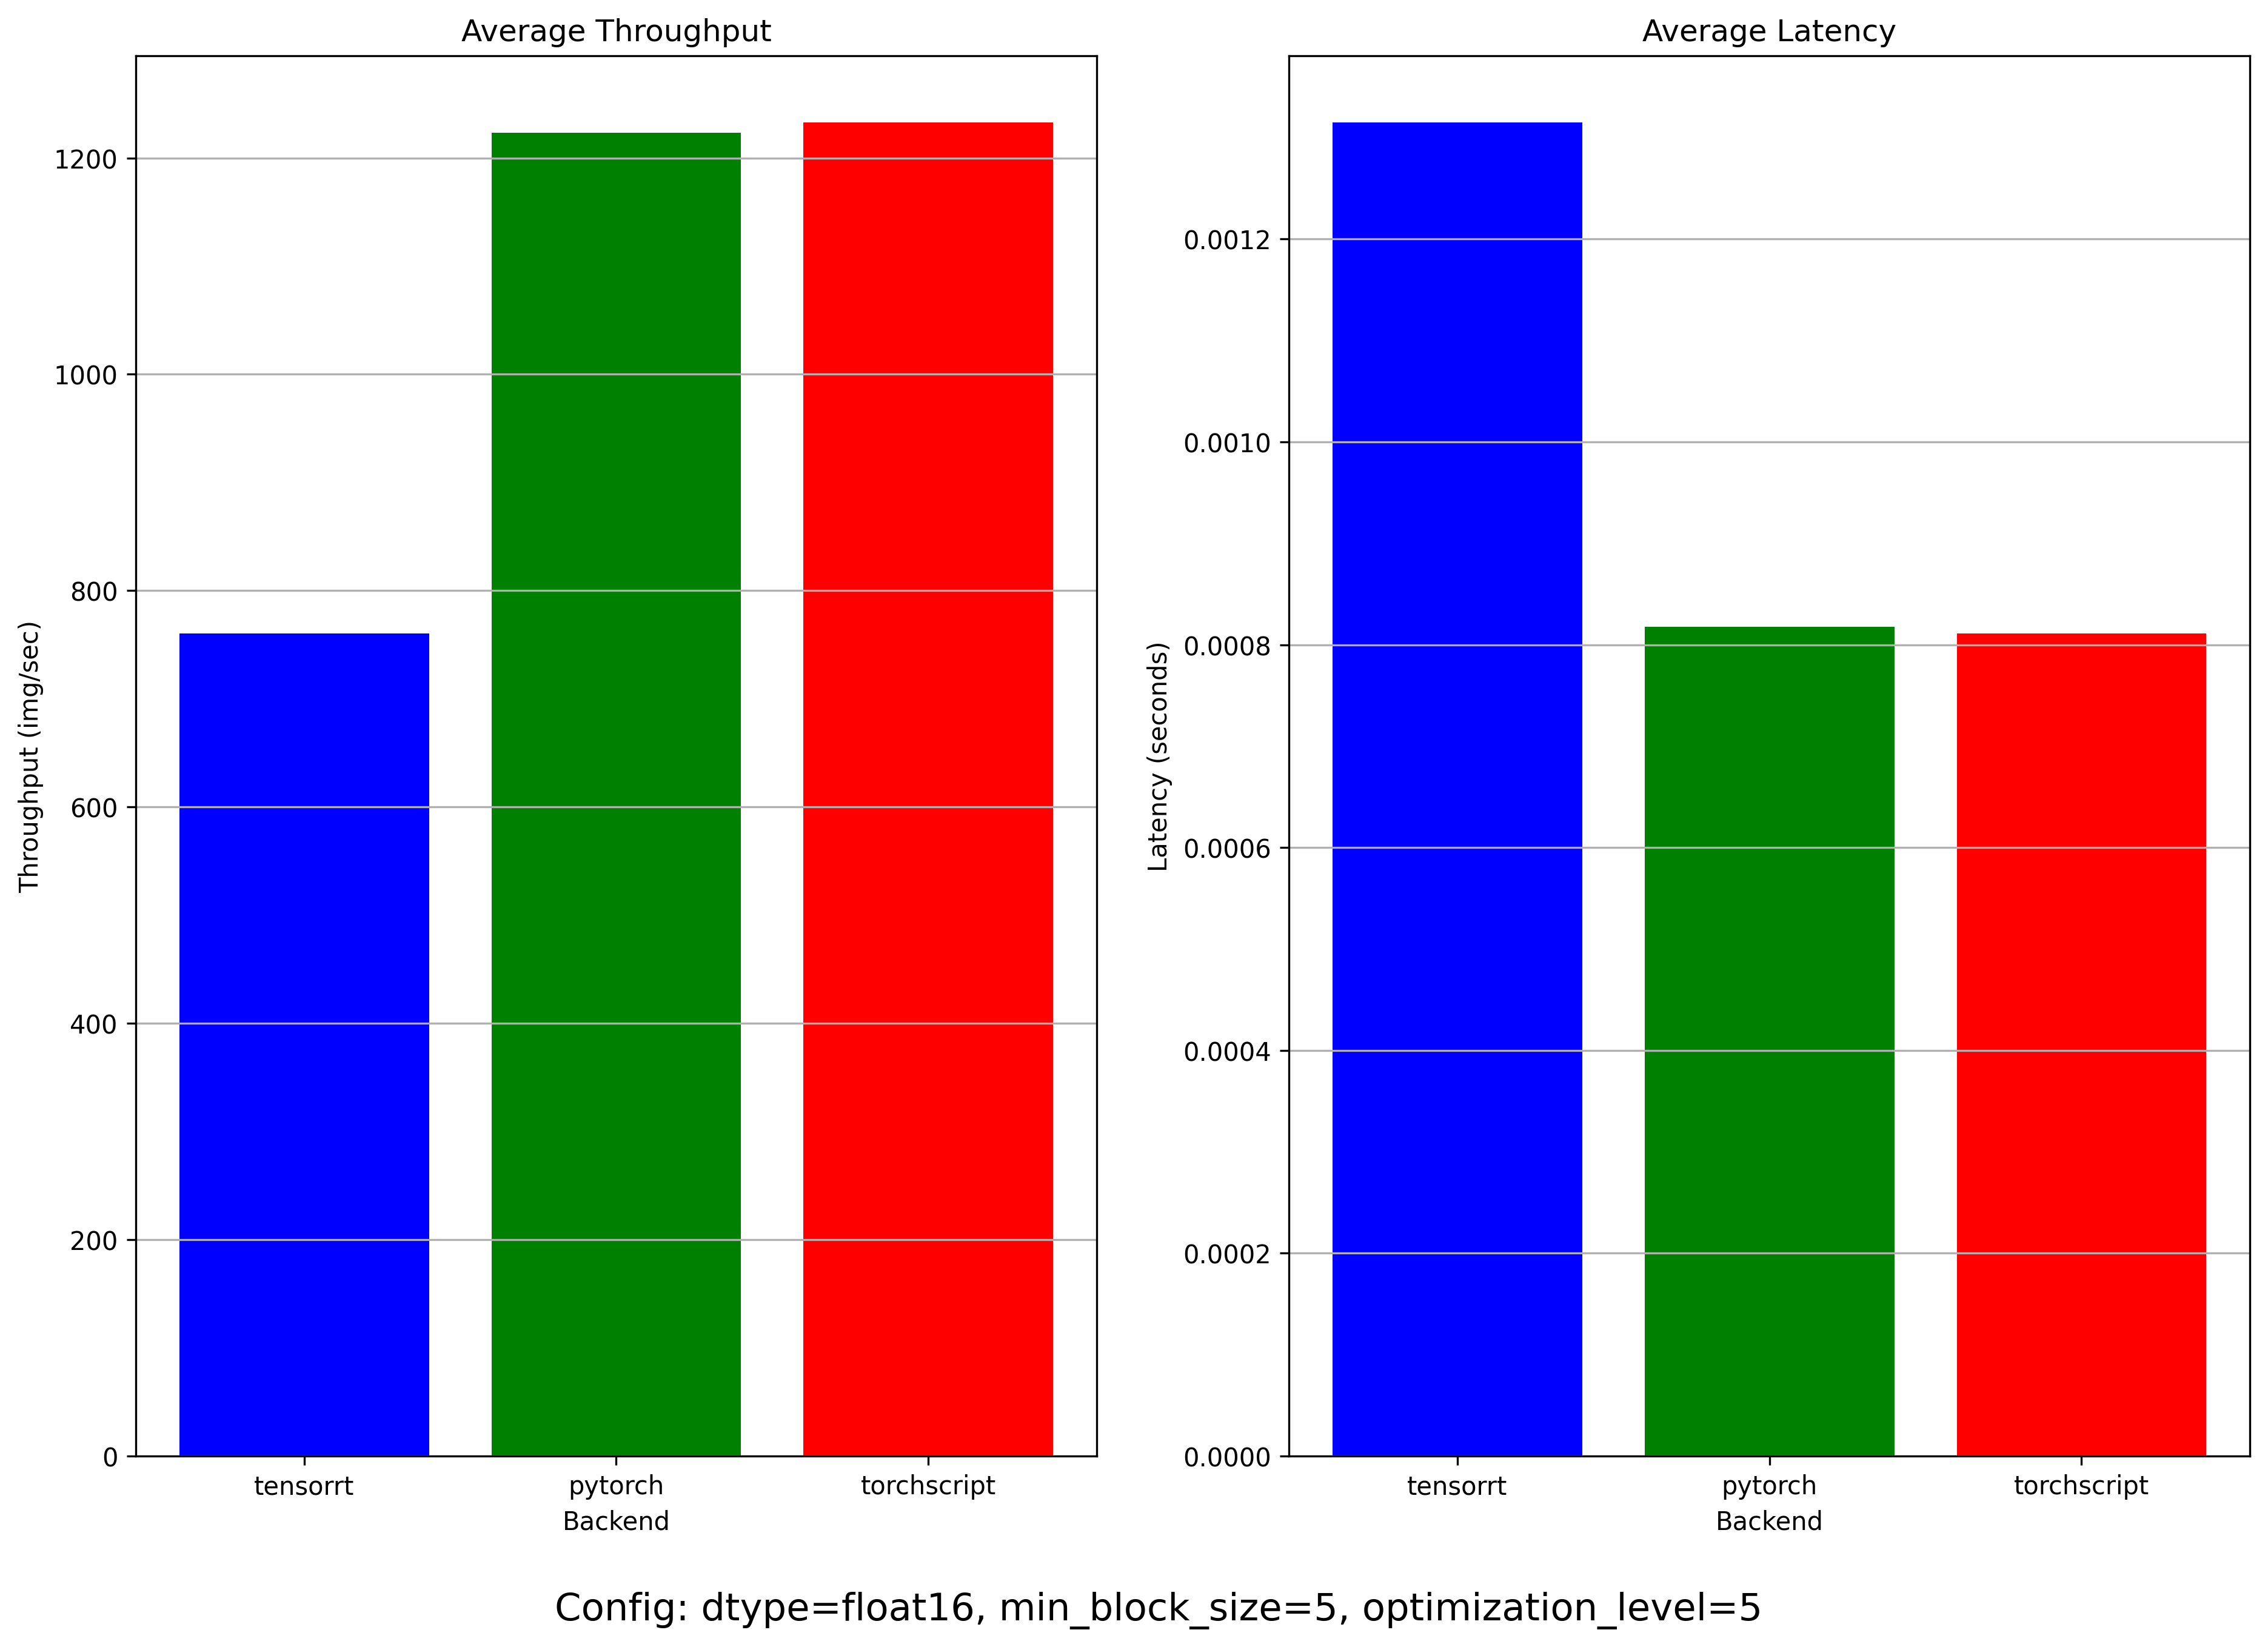 Average Throughput
Throughput (img/sec)
1200
1000
800
600
400
200
0
tensorrt pytorch torchscript
Backend
Average Latency
Latency (seconds)
0.0012
0.0010
0.0008
0.0006
0.0004
0.0002
0.0000
tensorrt pytorch torchscript
Backend
Config: dtype=float16, min_block_size=5, optimization_level=5